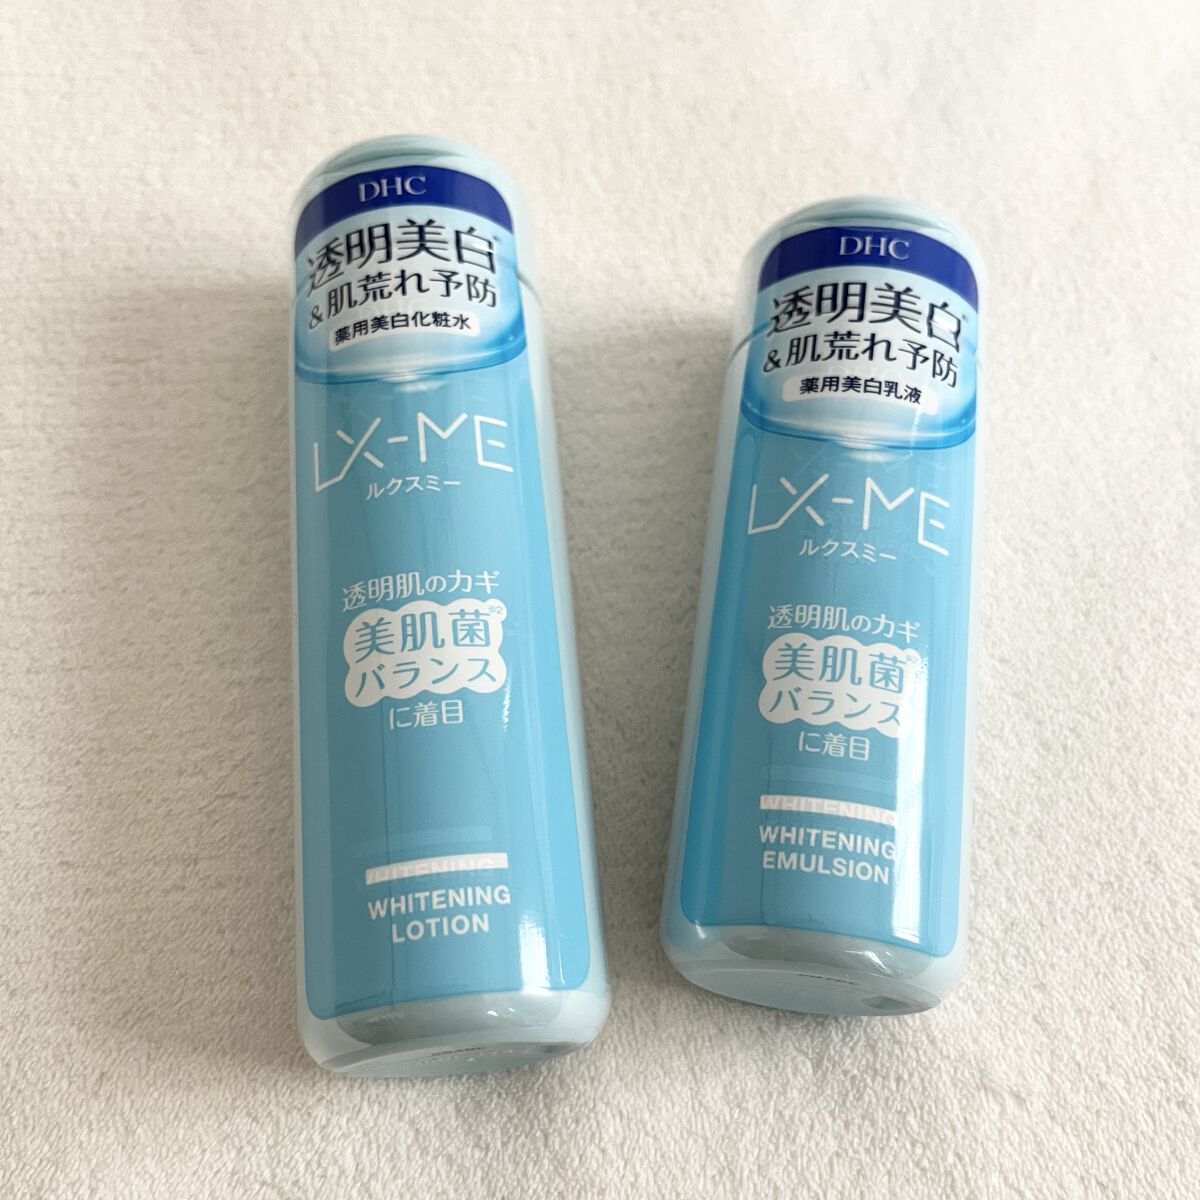 DHC
透明美白※
&肌荒れ予防
薬用美白化粧水
LX-ME
ルクスミー
透明肌のカギ
美肌菌※2
バランス
に着目
WHITENING
WHITENING
LOTION
DHC
透明美白※
&肌荒れ予防
薬用美白乳液
LX-ME
ルクスミー
透明肌のカギ
美肌菌※2
バランス
に着目
WHITENING
WHITENING
EMULSION